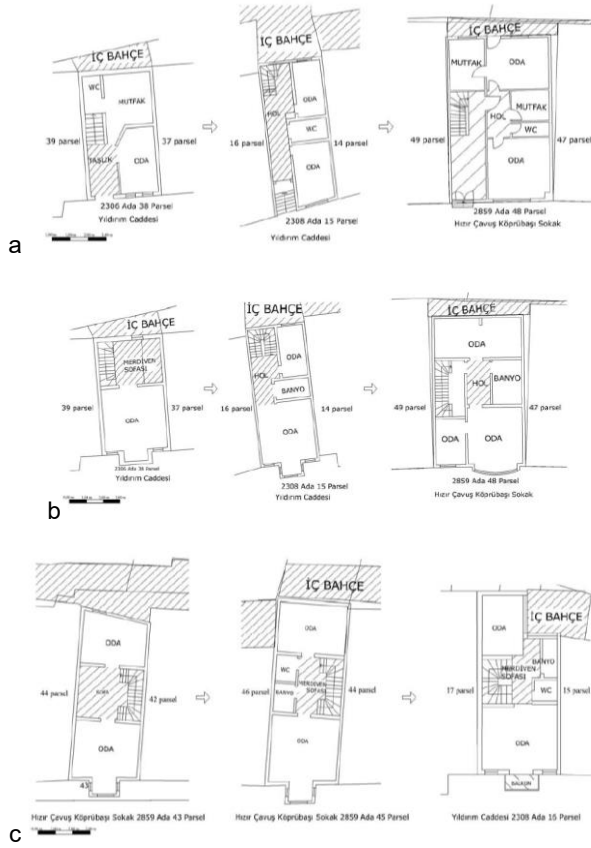 İÇ BAHÇE
WC
MUTFAK
39 parsel
37 parsel
TAŞLIK
ODA
2306 Ada 38 Parsel
Yıldırım Caddesi
İÇ BAHÇE
HOL
ODA
WC
16 parsel
14 parsel
ODA
2308 Ada 15 Parsel
Yıldırım Caddesi
İÇ BAHÇE
MUTFAK
ODA
MUTFAK
HOL
49 parsel
47 parsel
WC
ODA
2859 Ada 48 Parsel
Hızır Çavuş Köprübaşı Sokak
a
İÇ BAHÇE
MERDİVEN
SOFASI
39 parsel
37 parsel
ODA
2306 Ada 38 Parsel
Yıldırım Caddesi
İÇ BAHÇE
ODA
HOL
BANYO
16 parsel
14 parsel
ODA
2308 Ada 15 Parsel
Yıldırım Caddesi
İÇ BAHÇE
ODA
HOL
BANYO
49 parsel
47 parsel
ODA
ODA
2859 Ada 48 Parsel
Hızır Çavuş Köprübaşı Sokak
b
ODA
44 parsel
42 parsel
ODA
43
Hızır Çavuş Köprübaşı Sokak 2859 Ada 43 Parsel
İÇ BAHÇE
ODA
WC
MERDİVEN
SOFASI
BANYO
46 parsel
44 parsel
ODA
Hızır Çavuş Köprübaşı Sokak 2859 Ada 45 Parsel
ODA
İÇ BAHÇE
BANYO
MERDİVEN
SOFASI
WC
17 parsel
15 parsel
ODA
BALKON
Yıldırım Caddesi 2308 Ada 16 Parsel
c